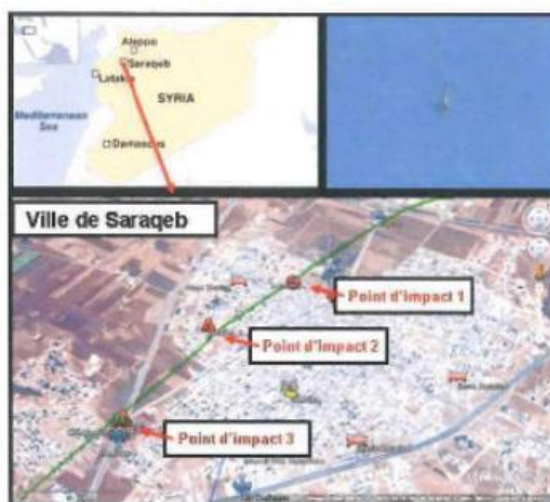 Aleppo
Saraqeb
Latakia
SYRIA
Mediterranean
Sea
Damascus
Ville de Saraqeb
Point d'impact 1
Point d'impact 2
Point d'impact 3